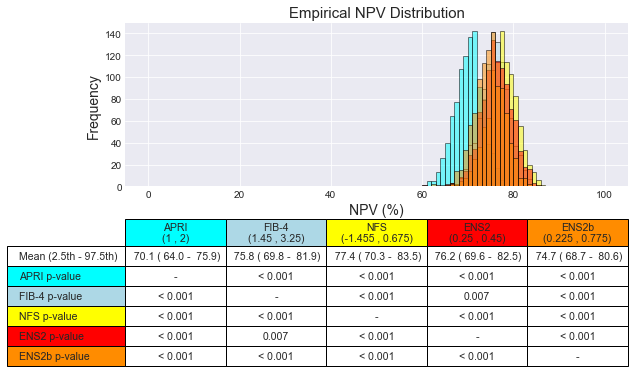 Empirical NPV Distribution
140
120
100
80
60
40
20
0
Frequency
0 20 40 60 80 100
NPV (%)
APRI FIB-4 NFS ENS2 ENS2b
(1 , 2) (1.45 , 3.25) (-1.455 , 0.675) (0.25 , 0.45) (0.225 , 0.775)
Mean (2.5th - 97.5th) 70.1 ( 64.0 - 75.9) 75.8 ( 69.8 - 81.9) 77.4 ( 70.3 - 83.5) 76.2 ( 69.6 - 82.5) 74.7 ( 68.7 - 80.6)
APRI p-value - < 0.001 < 0.001 < 0.001 < 0.001
FIB-4 p-value < 0.001 - < 0.001 0.007 < 0.001
NFS p-value < 0.001 < 0.001 - < 0.001 < 0.001
ENS2 p-value < 0.001 0.007 < 0.001 - < 0.001
ENS2b p-value < 0.001 < 0.001 < 0.001 < 0.001 -